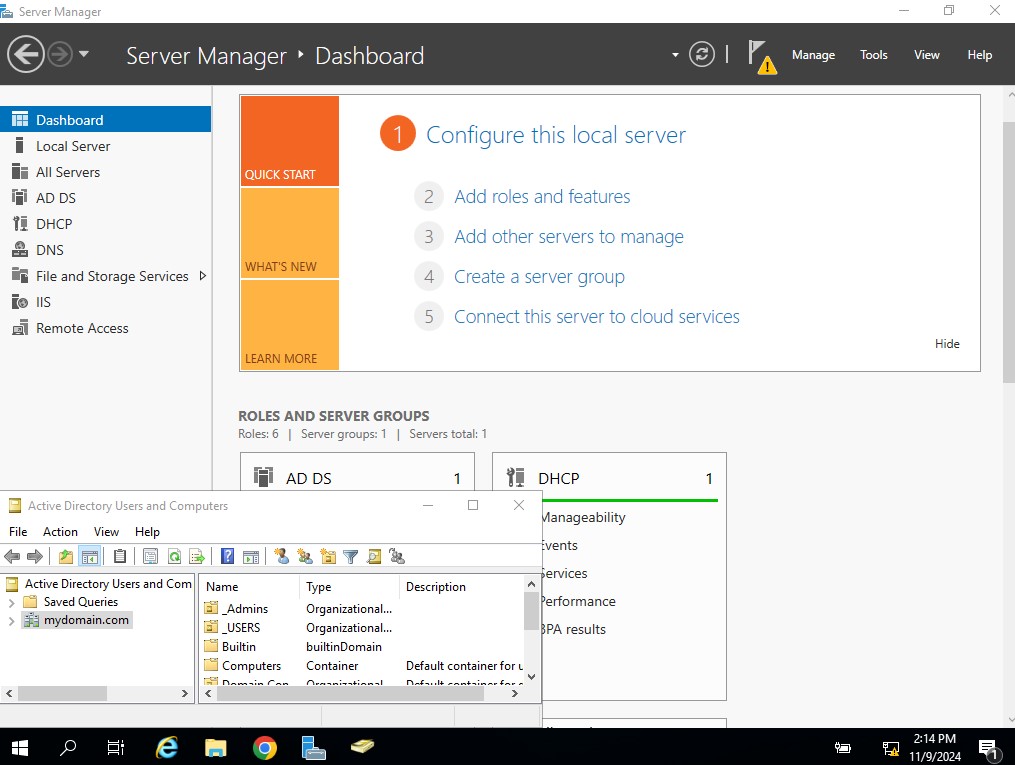 Server Manager
Server Manager ‣ Dashboard
Manage Tools View Help
Dashboard
Local Server
All Servers
AD DS
DHCP
DNS
File and Storage Services
IIS
Remote Access
QUICK START
WHAT'S NEW
LEARN MORE
1 Configure this local server
2 Add roles and features
3 Add other servers to manage
4 Create a server group
5 Connect this server to cloud services
Hide
ROLES AND SERVER GROUPS
Roles: 6 | Server groups: 1 | Servers total: 1
AD DS 1
DHCP 1
Manageability
Events
Services
Performance
BPA results
Active Directory Users and Computers
File Action View Help
Active Directory Users and Com
Saved Queries
mydomain.com
Name Type Description
_Admins Organizational...
_USERS Organizational...
Builtin builtinDomain
Computers Container Default container for u
Domain Con Organizational Default container for
2:14 PM
11/9/2024
1